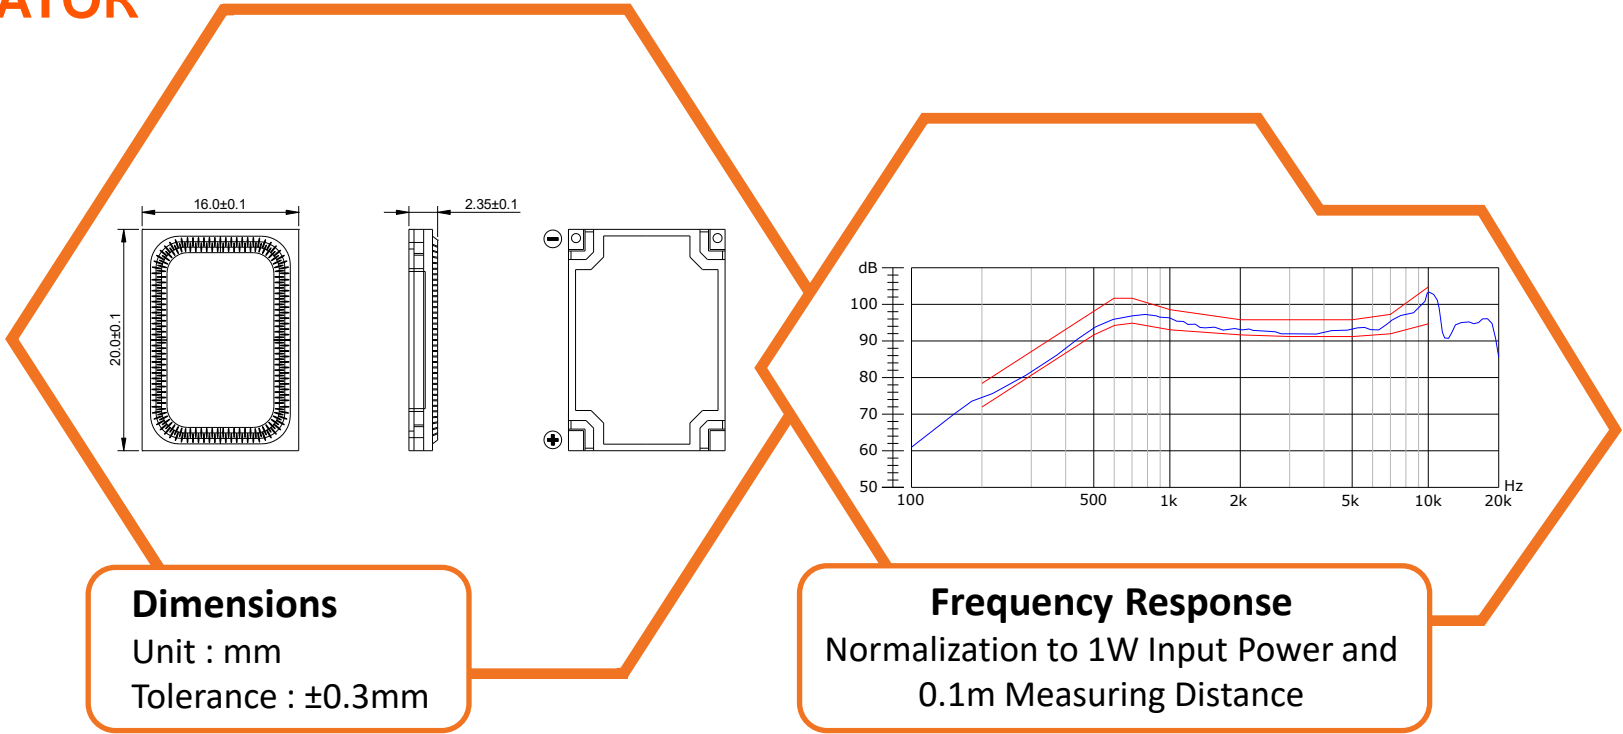 16.0±0.1
2.35±0.1
20.0±0.1
dB
100
90
80
70
60
50
100 500 1k 2k 5k 10k 20k Hz
Dimensions
Unit : mm
Tolerance : ±0.3mm
Frequency Response
Normalization to 1W Input Power and
0.1m Measuring Distance